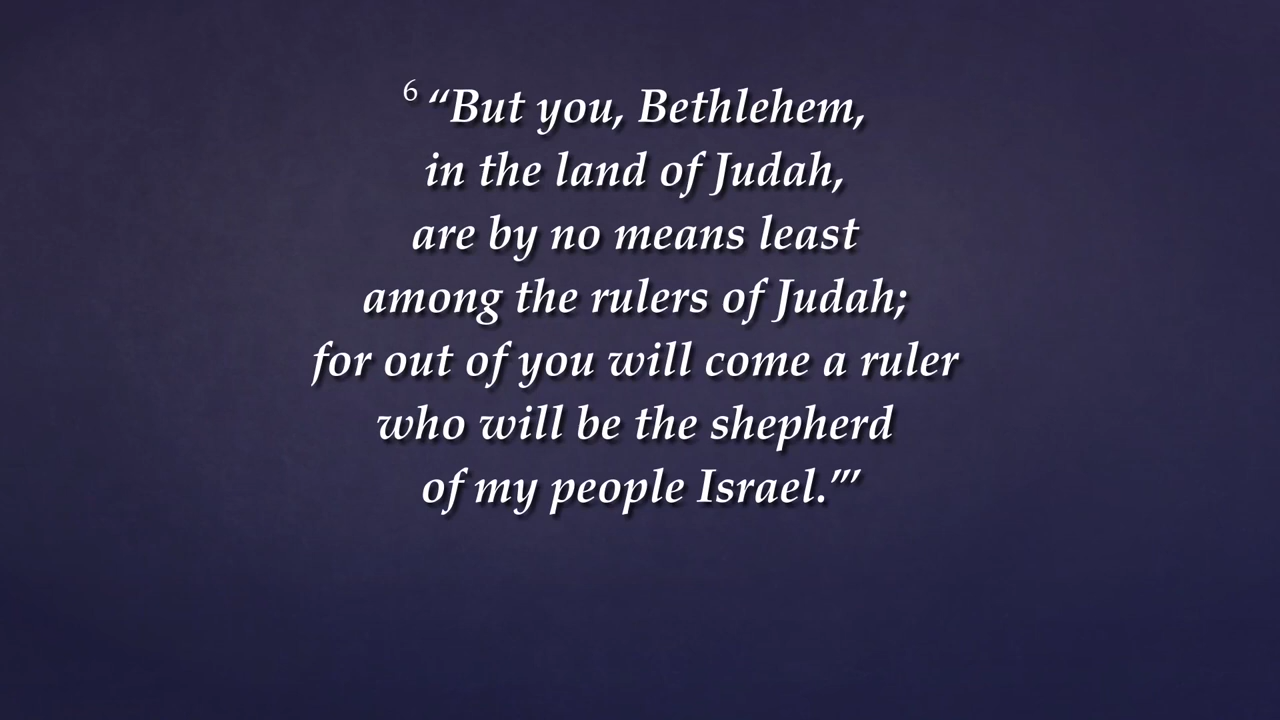 6 “But you, Bethlehem,
in the land of Judah,
are by no means least
among the rulers of Judah;
for out of you will come a ruler
who will be the shepherd
of my people Israel.”’